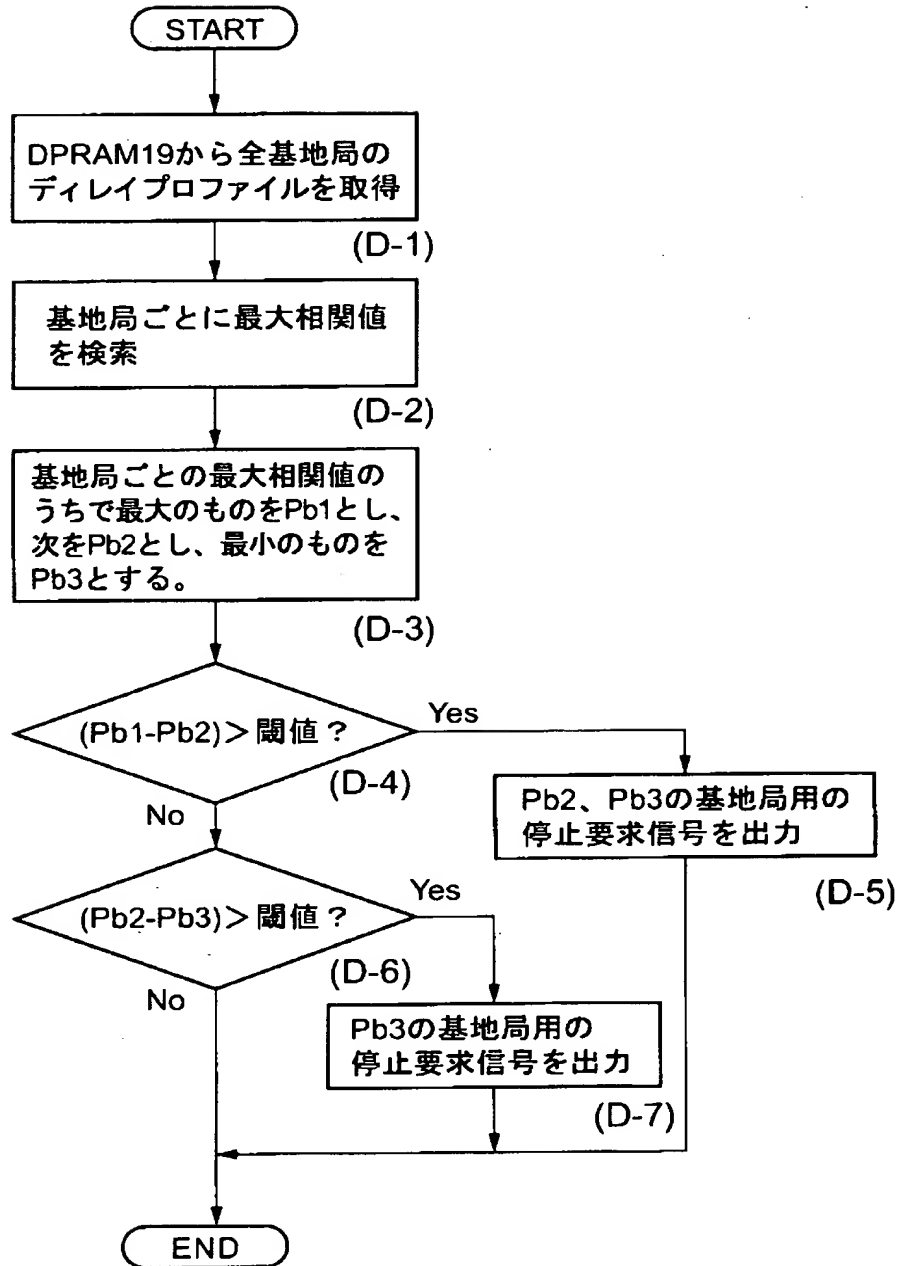 START
DPRAM19から全基地局の
ディレイプロファイルを取得
(D-1)
基地局ごとに最大相関値
を検索
(D-2)
基地局ごとの最大相関値の
うちで最大のものをPb1とし、
次をPb2とし、最小のものを
Pb3とする。
(D-3)
(Pb1-Pb2)＞閾値？
Yes
(D-4)
No
Pb2、Pb3の基地局用の
停止要求信号を出力
(D-5)
(Pb2-Pb3)＞閾値？
Yes
(D-6)
No
Pb3の基地局用の
停止要求信号を出力
(D-7)
END